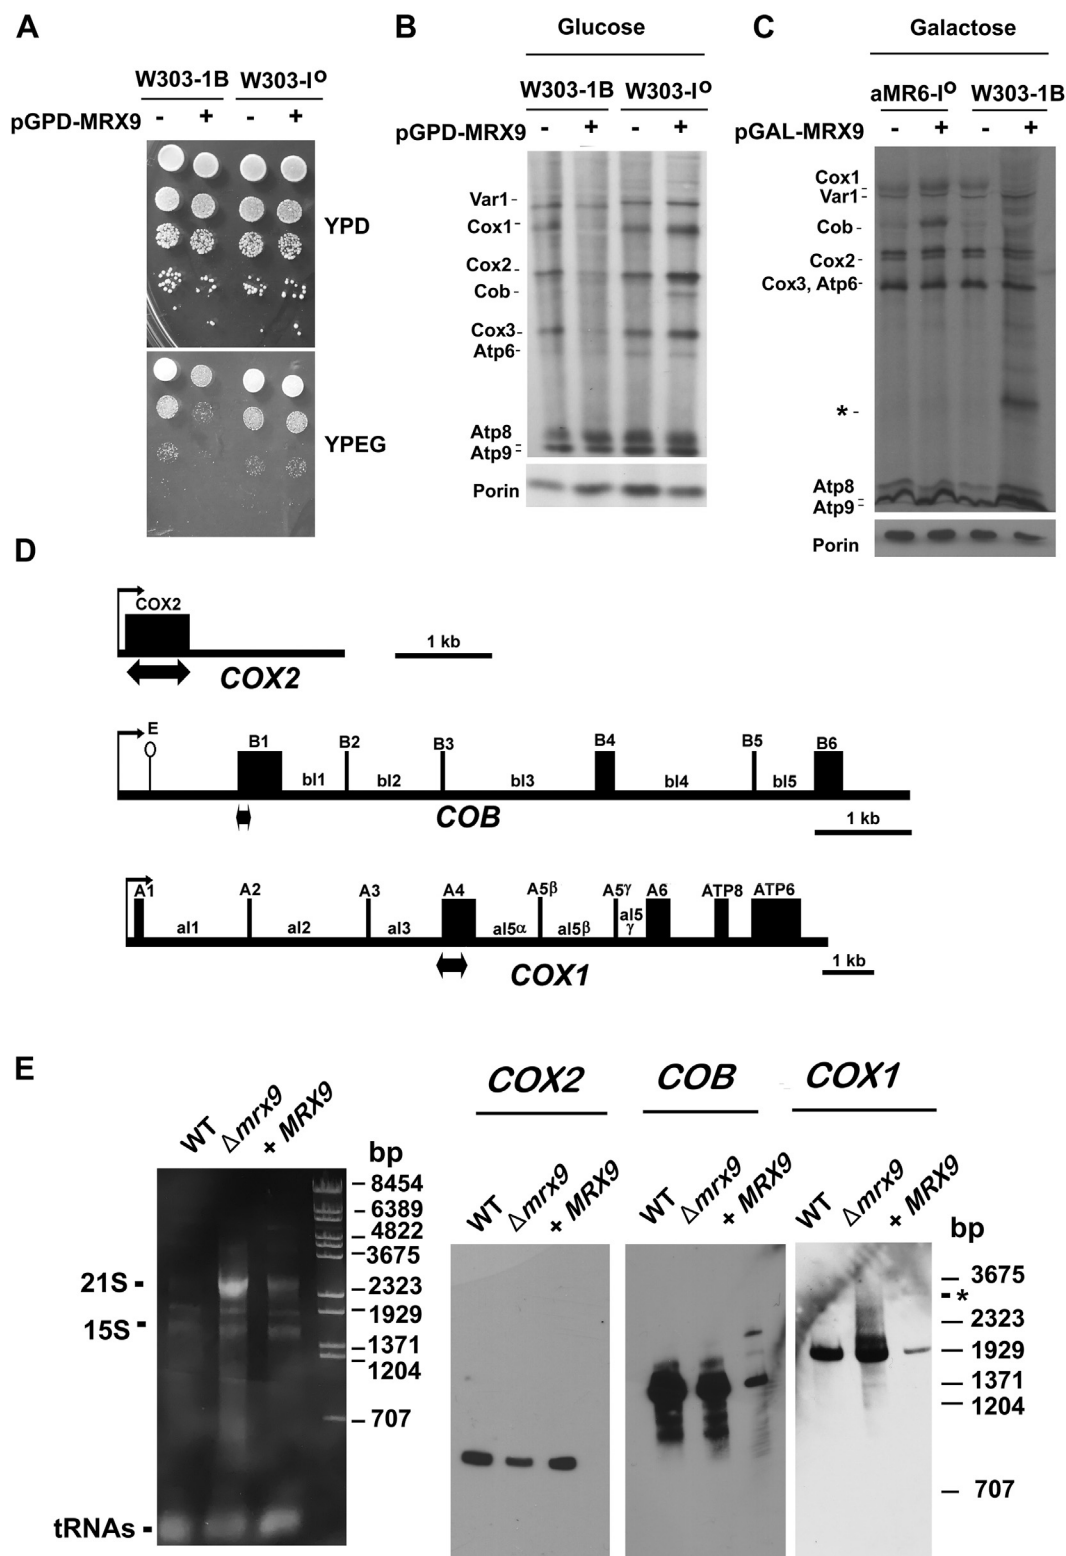 A
W303-1B W303-Iº
pGPD-MRX9 - + - +
YPD
YPEG
B
Glucose
W303-1B W303-Iº
pGPD-MRX9 - + - +
Var1
Cox1
Cox2
Cob
Cox3
Atp6
Atp8
Atp9
Porin
C
Galactose
aMR6-Iº W303-1B
pGAL-MRX9 - + - +
Cox1
Var1
Cob
Cox2
Cox3, Atp6
*
Atp8
Atp9
Porin
D
COX2
1 kb
COX2
E
B1 B2 B3 B4 B5 B6
bI1 bI2 bI3 bI4 bI5
COB
1 kb
A1 A2 A3 A4 A5β A5γ A6 ATP8 ATP6
aI1 aI2 aI3 aI5α aI5β aI5γ
COX1
1 kb
E
WT Δmrx9 + MRX9
bp
8454
6389
4822
3675
2323
1929
1371
1204
707
21S
15S
tRNAs
COX2 COB COX1
WT Δmrx9 + MRX9
WT Δmrx9 + MRX9
WT Δmrx9 + MRX9
bp
3675
*
2323
1929
1371
1204
707